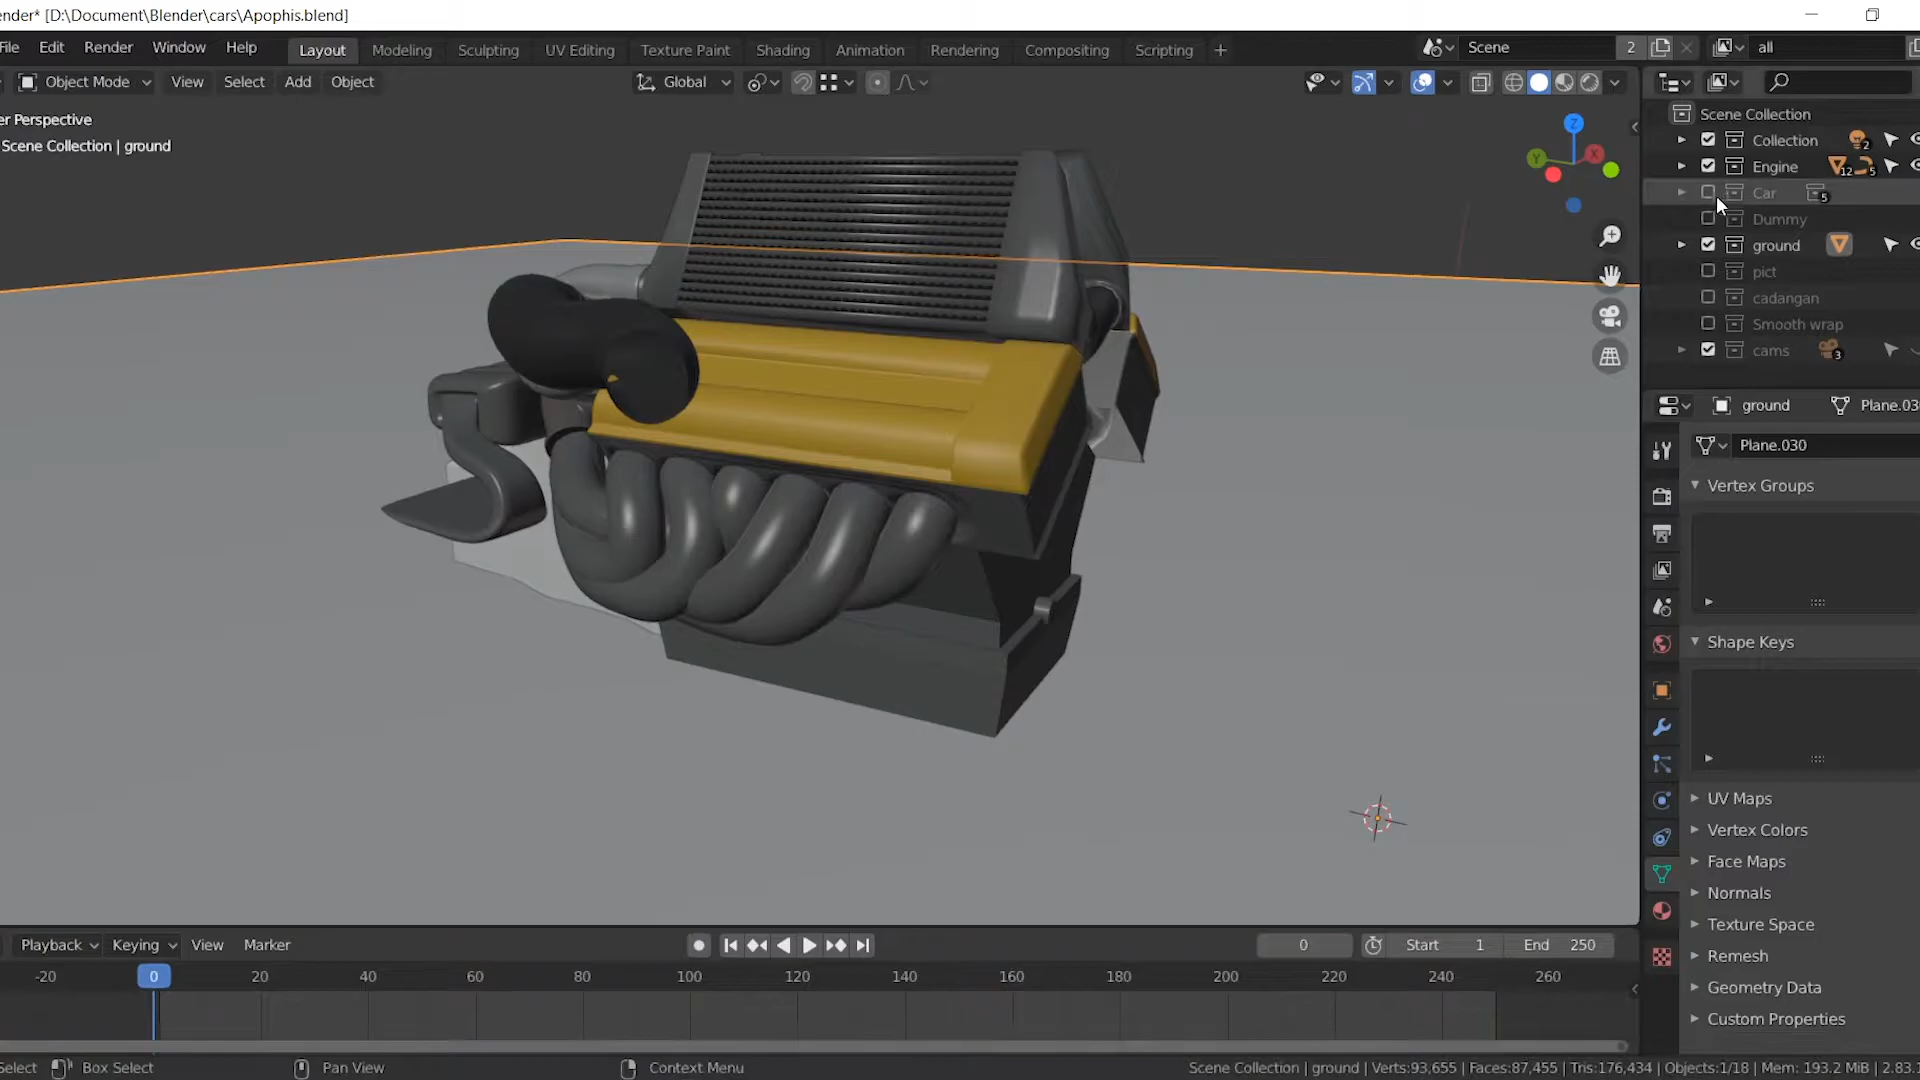 ender* [D:\Document\Blender\cars\Apophis.blend]
File Edit Render Window Help Layout Modeling Sculpting UV Editing Texture Paint Shading Animation Rendering Compositing Scripting + Scene 2 all
Object Mode View Select Add Object Global
er Perspective
Scene Collection | ground
Z
Y X
Scene Collection
Collection 2
Engine 12 5
Car 5
Dummy
ground
pict
cadangan
Smooth wrap
cams 3
ground Plane.03
Plane.030
Vertex Groups
Shape Keys
UV Maps
Vertex Colors
Face Maps
Normals
Texture Space
Remesh
Geometry Data
Custom Properties
Playback Keying View Marker 0 Start 1 End 250
-20 0 20 40 60 80 100 120 140 160 180 200 220 240 260
Select Box Select Pan View Context Menu Scene Collection | ground | Verts:93,655 | Faces:87,455 | Tris:176,434 | Objects:1/18 | Mem: 193.2 MiB | 2.83.